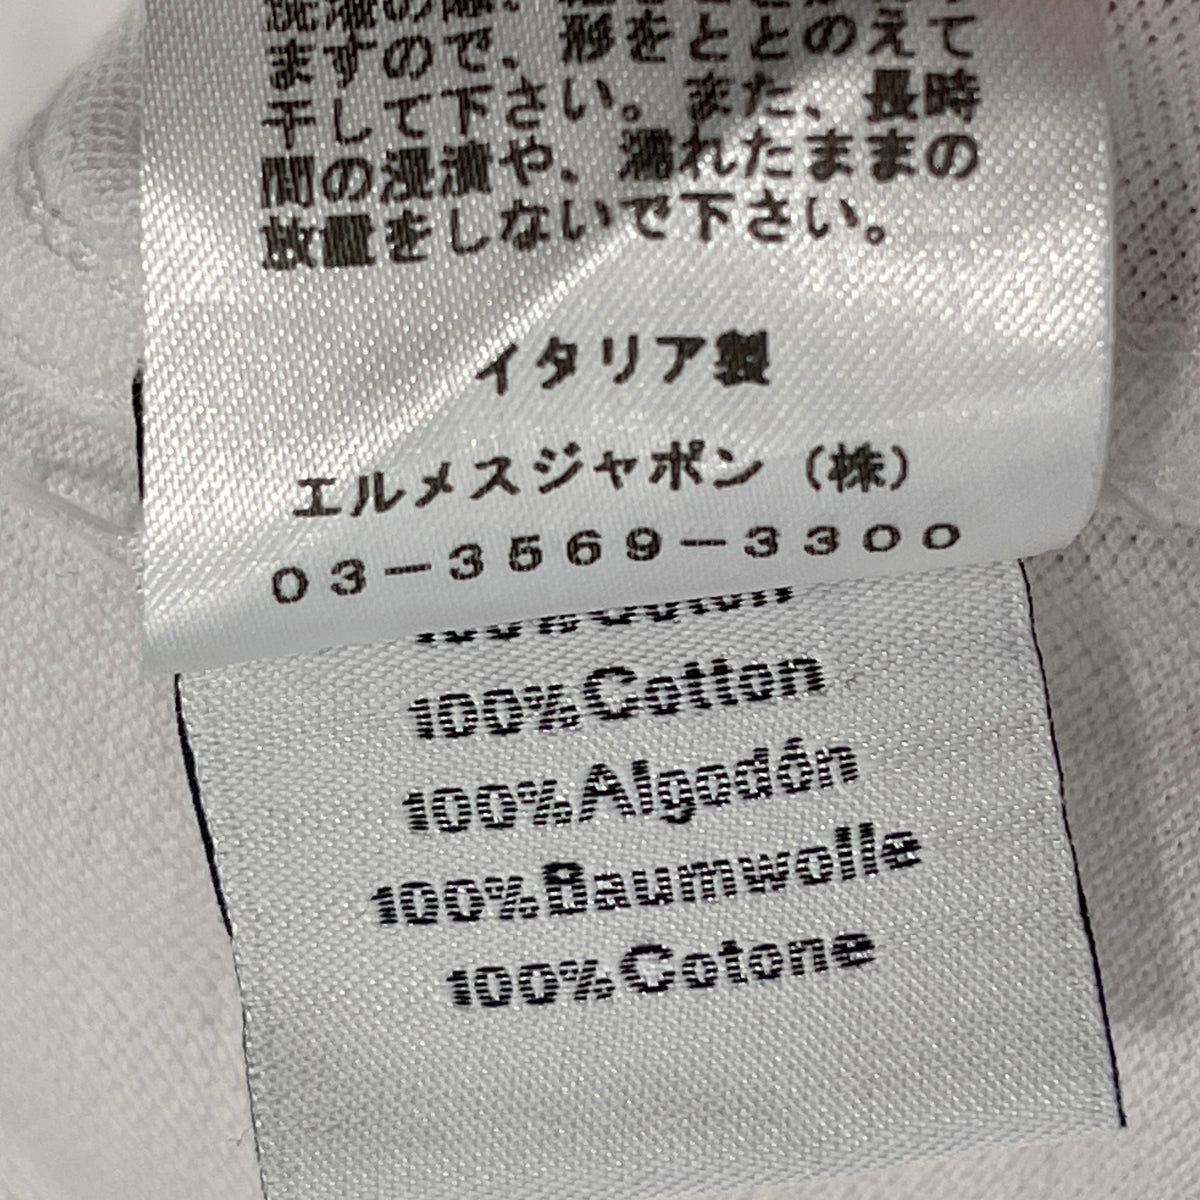 ますので、形をととのえて
干して下さい。また、長時
間の浸漬や、濡れたままの
放置をしないで下さい。
イタリア製
エルメスジャポン（株）
03-3569-3300
100%Cotton
100%Algodón
100%Baumwolle
100%Cotone